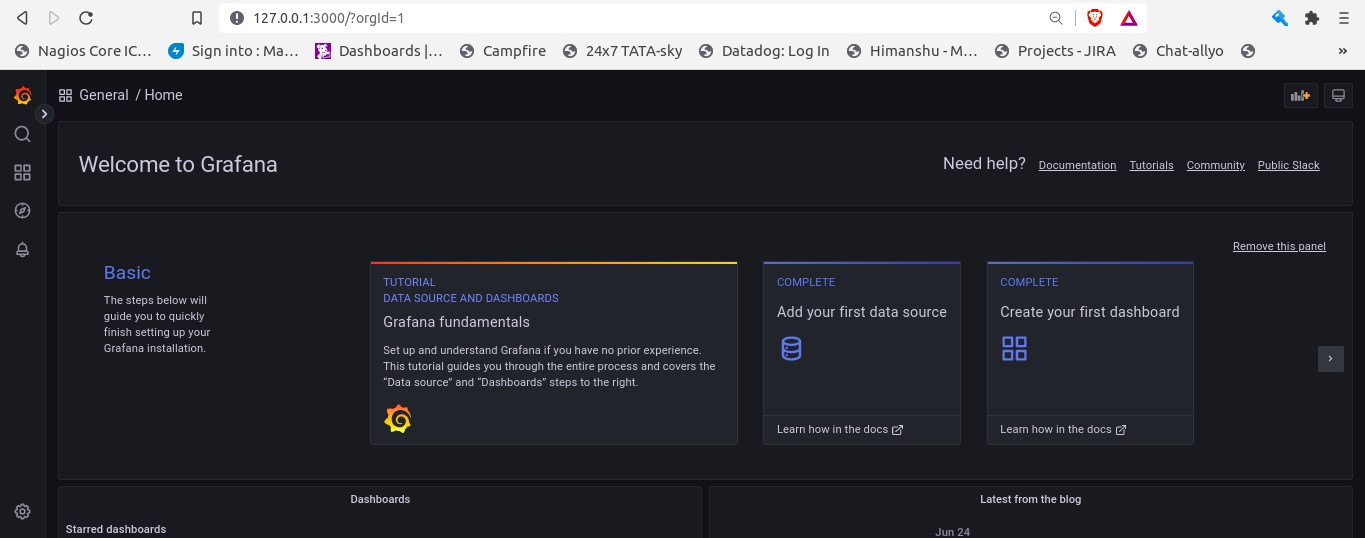 127.0.0.1:3000/?orgId=1
Nagios Core IC... Sign into : Ma... Dashboards |... Campfire 24x7 TATA-sky Datadog: Log In Himanshu - M... Projects - JIRA Chat-allyo »
General / Home
Welcome to Grafana
Need help? Documentation Tutorials Community Public Slack
Remove this panel
Basic
The steps below will
guide you to quickly
finish setting up your
Grafana installation.
TUTORIAL
DATA SOURCE AND DASHBOARDS
Grafana fundamentals
Set up and understand Grafana if you have no prior experience.
This tutorial guides you through the entire process and covers the
“Data source” and “Dashboards” steps to the right.
COMPLETE
Add your first data source
Learn how in the docs
COMPLETE
Create your first dashboard
Learn how in the docs
Dashboards
Starred dashboards
Latest from the blog
Jun 24